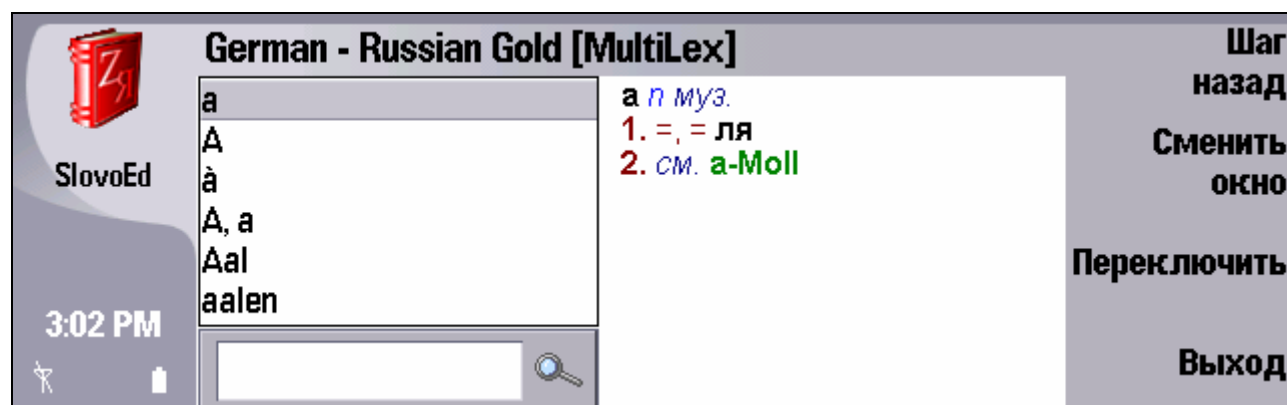 German - Russian Gold [MultiLex]
SlovoEd
3:02 PM
a
A
à
A, a
Aal
aalen
a n муз.
1. =, = ля
2. см. a-Moll
Шаг
назад
Сменить
окно
Переключить
Выход